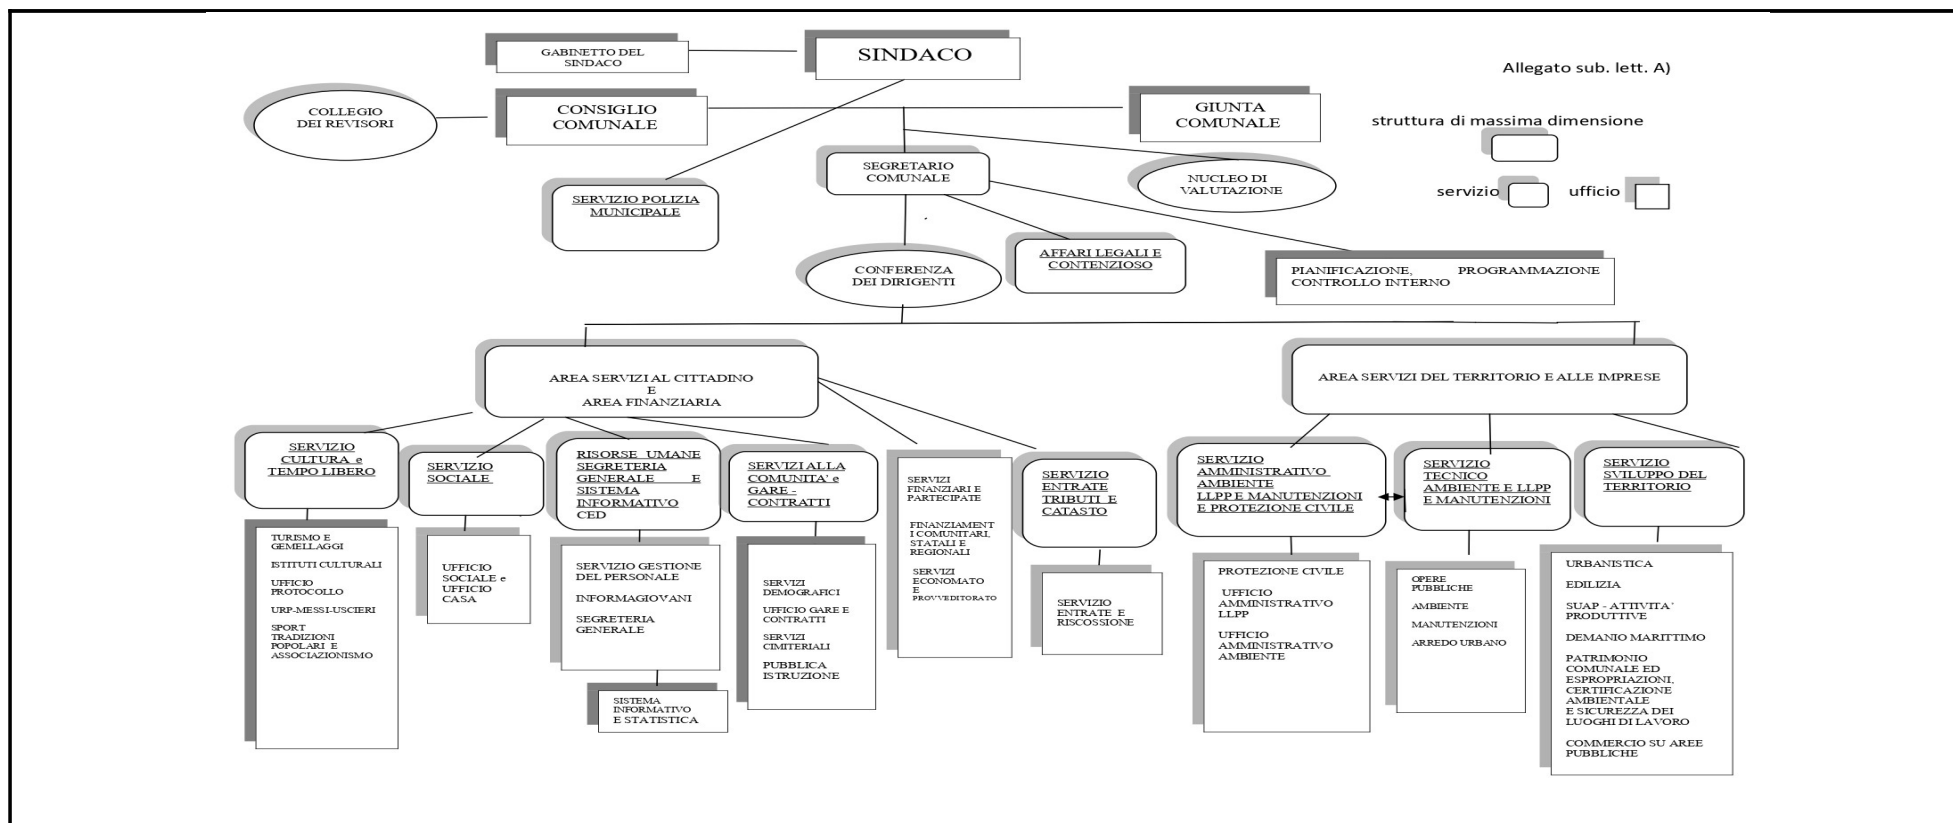 GABINETTO DEL
SINDACO
SINDACO
Allegato sub. lett. A)
COLLEGIO
DEI REVISORI
CONSIGLIO
COMUNALE
GIUNTA
COMUNALE
struttura di massima dimensione
servizio
ufficio
SEGRETARIO
COMUNALE
NUCLEO DI
VALUTAZIONE
SERVIZIO POLIZIA
MUNICIPALE
CONFERENZA
DEI DIRIGENTI
AFFARI LEGALI E
CONTENZIOSO
PIANIFICAZIONE, PROGRAMMAZIONE
CONTROLLO INTERNO
AREA SERVIZI AL CITTADINO
E
AREA FINANZIARIA
AREA SERVIZI DEL TERRITORIO E ALLE IMPRESE
SERVIZIO
CULTURA e
TEMPO LIBERO
SERVIZIO
SOCIALE
RISORSE UMANE
SEGRETERIA
GENERALE E
SISTEMA
INFORMATIVO
CED
SERVIZI ALLA
COMUNITA' e
GARE -
CONTRATTI
SERVIZI
FINANZIARI E
PARTECIPATE
FINANZIAMENT
I COMUNITARI,
STATALI E
REGIONALI
SERVIZI
ECONOMATO
E
PROVVEDITORATO
SERVIZIO
ENTRATE
TRIBUTI E
CATASTO
SERVIZIO
AMMINISTRATIVO
AMBIENTE
LLPP E MANUTENZIONI
E PROTEZIONE CIVILE
SERVIZIO
TECNICO
AMBIENTE E LLPP
E MANUTENZIONI
SERVIZIO
SVILUPPO DEL
TERRITORIO
TURISMO E
GEMELLAGGI
ISTITUTI CULTURALI
UFFICIO
PROTOCOLLO
URP-MESSI-USCIERI
SPORT
TRADIZIONI
POPOLARI E
ASSOCIAZIONISMO
UFFICIO
SOCIALE e
UFFICIO
CASA
SERVIZIO GESTIONE
DEL PERSONALE
INFORMAGIOVANI
SEGRETERIA
GENERALE
SISTEMA
INFORMATIVO
E STATISTICA
SERVIZI
DEMOGRAFICI
UFFICIO GARE E
CONTRATTI
SERVIZI
CIMITERIALI
PUBBLICA
ISTRUZIONE
SERVIZIO
ENTRATE E
RISCOSSIONE
PROTEZIONE CIVILE
UFFICIO
AMMINISTRATIVO
LLPP
UFFICIO
AMMINISTRATIVO
AMBIENTE
OPERE
PUBBLICHE
AMBIENTE
MANUTENZIONI
ARREDO URBANO
URBANISTICA
EDILIZIA
SUAP - ATTIVITA'
PRODUTTIVE
DEMANIO MARITTIMO
PATRIMONIO
COMUNALE ED
ESPROPRIAZIONI,
CERTIFICAZIONE
AMBIENTALE
E SICUREZZA DEI
LUOGHI DI LAVORO
COMMERCIO SU AREE
PUBBLICHE